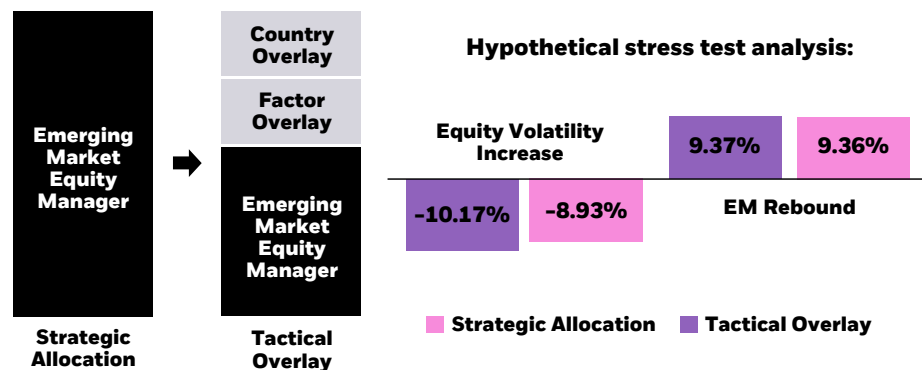 Emerging
Market
Equity
Manager
Strategic
Allocation
Country
Overlay
Factor
Overlay
Emerging
Market
Equity
Manager
Tactical
Overlay
Hypothetical stress test analysis:
Equity Volatility
Increase
-10.17%
-8.93%
9.37%
9.36%
EM Rebound
Strategic Allocation
Tactical Overlay